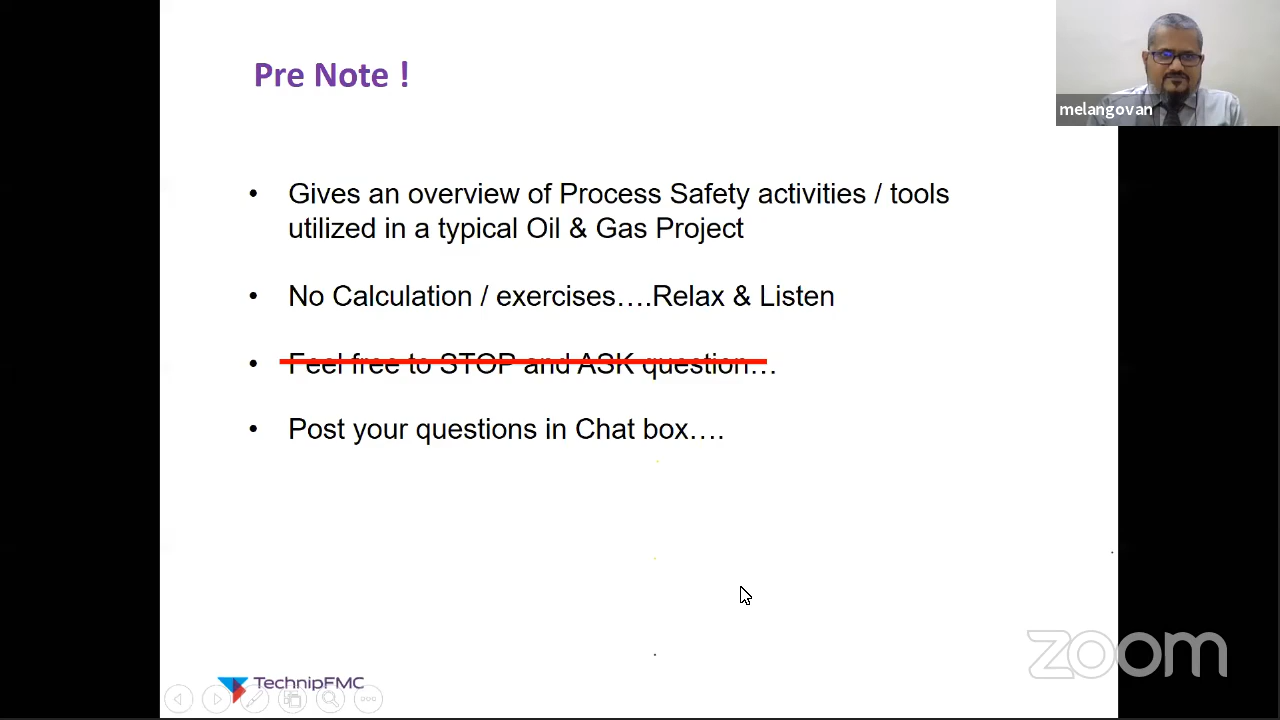 Pre Note !
melangovan
• Gives an overview of Process Safety activities / tools
utilized in a typical Oil & Gas Project
• No Calculation / exercises….Relax & Listen
• Feel free to STOP and ASK question…
• Post your questions in Chat box….
zoom
TechnipFMC